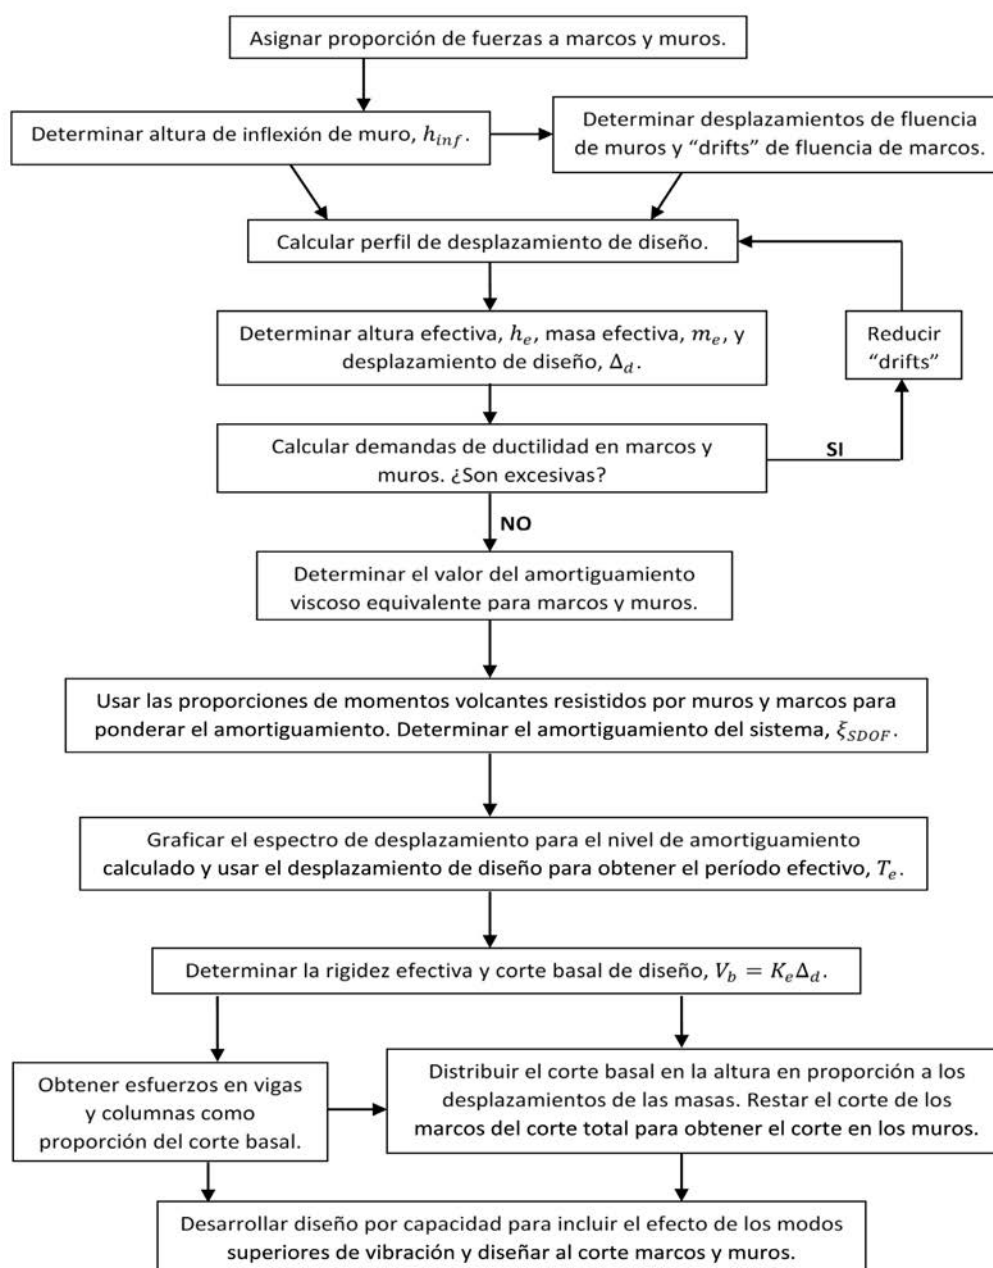 Asignar proporción de fuerzas a marcos y muros.
Determinar altura de inflexión de muro, h_{inf}.
Determinar desplazamientos de fluencia
de muros y “drifts” de fluencia de marcos.
Calcular perfil de desplazamiento de diseño.
Determinar altura efectiva, h_e, masa efectiva, m_e, y
desplazamiento de diseño, Δ_d.
Reducir
“drifts”
Calcular demandas de ductilidad en marcos y
muros. ¿Son excesivas?
SI
NO
Determinar el valor del amortiguamiento
viscoso equivalente para marcos y muros.
Usar las proporciones de momentos volcantes resistidos por muros y marcos para
ponderar el amortiguamiento. Determinar el amortiguamiento del sistema, ξ_{SDOF}.
Graficar el espectro de desplazamiento para el nivel de amortiguamiento
calculado y usar el desplazamiento de diseño para obtener el período efectivo, T_e.
Determinar la rigidez efectiva y corte basal de diseño, V_b = K_eΔ_d.
Obtener esfuerzos en vigas
y columnas como
proporción del corte basal.
Distribuir el corte basal en la altura en proporción a los
desplazamientos de las masas. Restar el corte de los
marcos del corte total para obtener el corte en los muros.
Desarrollar diseño por capacidad para incluir el efecto de los modos
superiores de vibración y diseñar al corte marcos y muros.